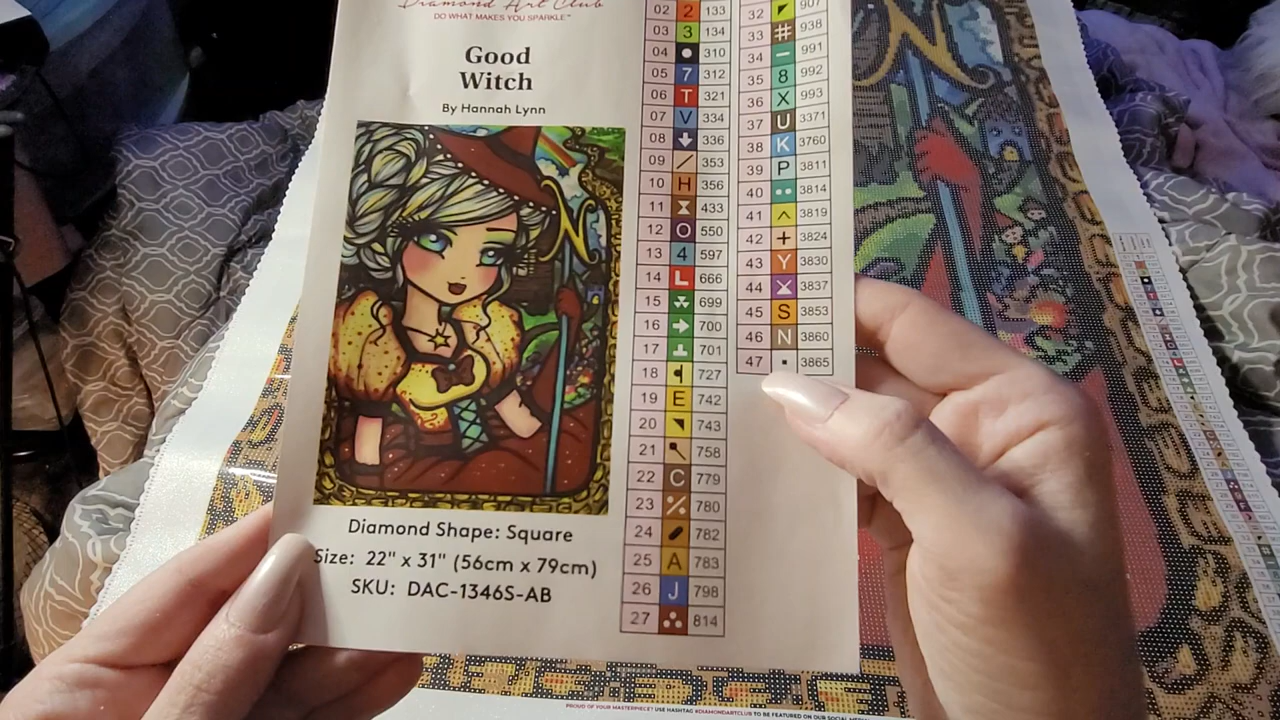 Diamond Art Club
DO WHAT MAKES YOU SPARKLE™
Good
Witch
By Hannah Lynn
N
Diamond Shape: Square
Size: 22" x 31" (56cm x 79cm)
SKU: DAC-1346S-AB
02 2 133
03 3 134
04 ● 310
05 7 312
06 T 321
07 V 334
08 336
09 / 353
10 H 356
11 433
12 O 550
13 4 597
14 L 666
15 699
16 700
17 701
18 727
19 E 742
20 743
21 758
22 C 779
23 780
24 782
25 A 783
26 J 798
27 814
32 907
33 # 938
34 − 991
35 8 992
36 X 993
37 U 3371
38 K 3760
39 P 3811
40 3814
41 ^ 3819
42 + 3824
43 Y 3830
44 3837
45 S 3853
46 N 3860
47 ▪ 3865
N
PROUD OF YOUR MASTERPIECE? USE HASHTAG #DIAMONDARTCLUB TO BE FEATURED ON OUR SOCIAL MEDIA